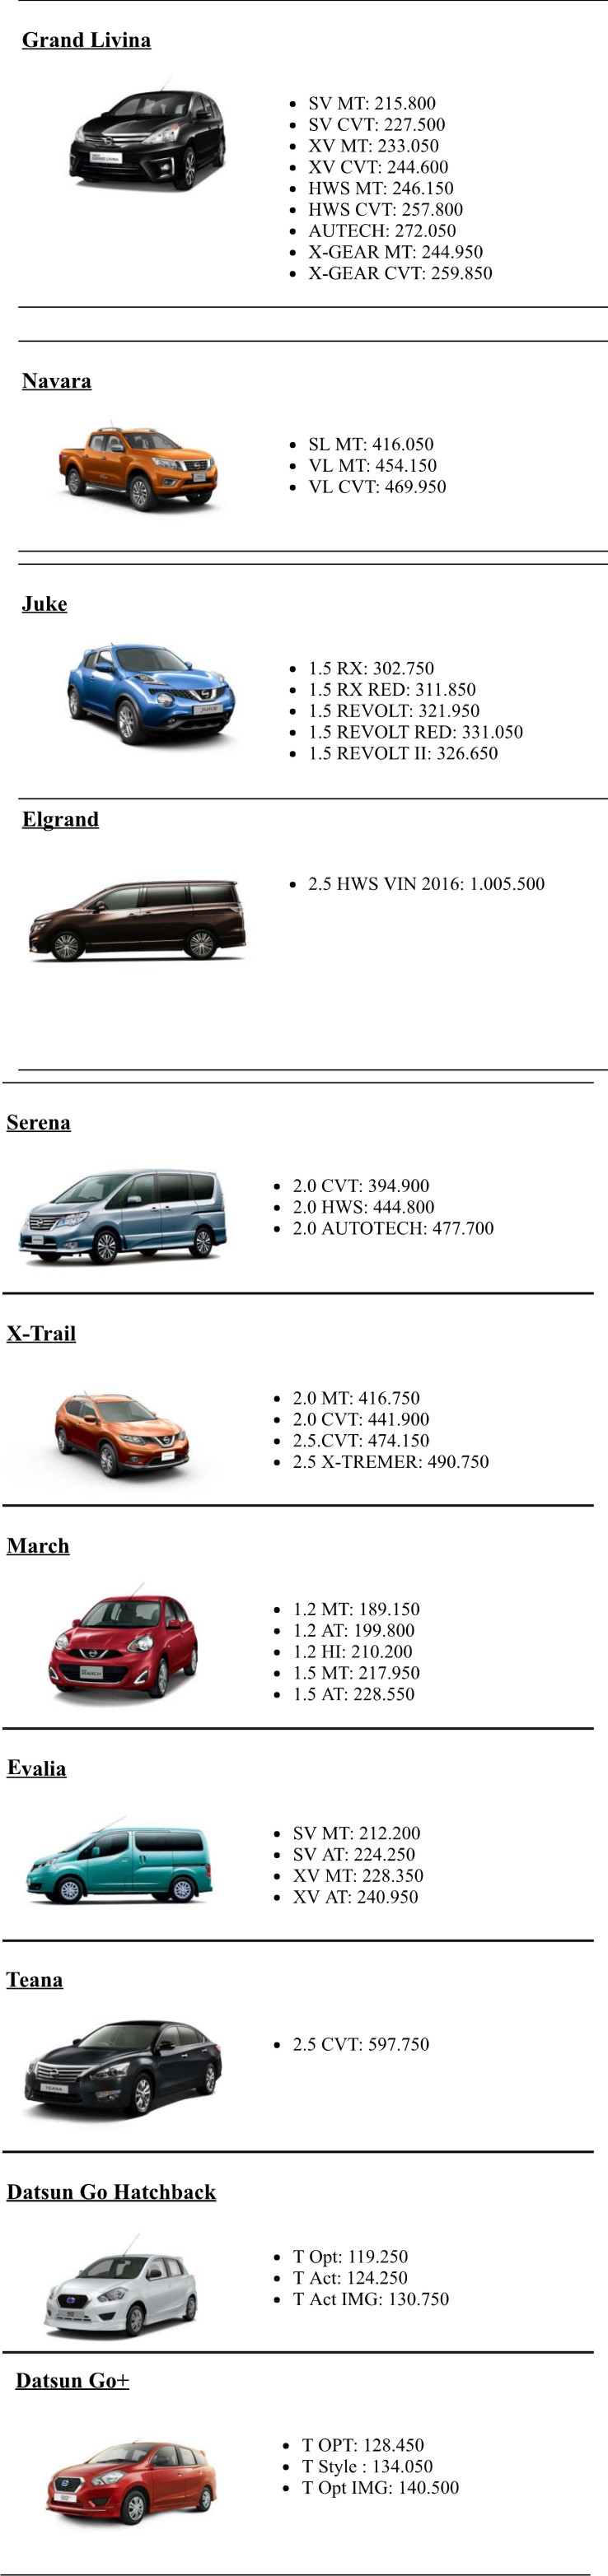 Grand Livina
• SV MT: 215.800
• SV CVT: 227.500
• XV MT: 233.050
• XV CVT: 244.600
• HWS MT: 246.150
• HWS CVT: 257.800
• AUTECH: 272.050
• X-GEAR MT: 244.950
• X-GEAR CVT: 259.850
Navara
• SL MT: 416.050
• VL MT: 454.150
• VL CVT: 469.950
Juke
JUKE
• 1.5 RX: 302.750
• 1.5 RX RED: 311.850
• 1.5 REVOLT: 321.950
• 1.5 REVOLT RED: 331.050
• 1.5 REVOLT II: 326.650
Elgrand
• 2.5 HWS VIN 2016: 1.005.500
Serena
• 2.0 CVT: 394.900
• 2.0 HWS: 444.800
• 2.0 AUTOTECH: 477.700
X-Trail
• 2.0 MT: 416.750
• 2.0 CVT: 441.900
• 2.5.CVT: 474.150
• 2.5 X-TREMER: 490.750
March
MARCH
• 1.2 MT: 189.150
• 1.2 AT: 199.800
• 1.2 HI: 210.200
• 1.5 MT: 217.950
• 1.5 AT: 228.550
Evalia
• SV MT: 212.200
• SV AT: 224.250
• XV MT: 228.350
• XV AT: 240.950
Teana
TEANA
• 2.5 CVT: 597.750
Datsun Go Hatchback
• T Opt: 119.250
• T Act: 124.250
• T Act IMG: 130.750
Datsun Go+
• T OPT: 128.450
• T Style : 134.050
• T Opt IMG: 140.500